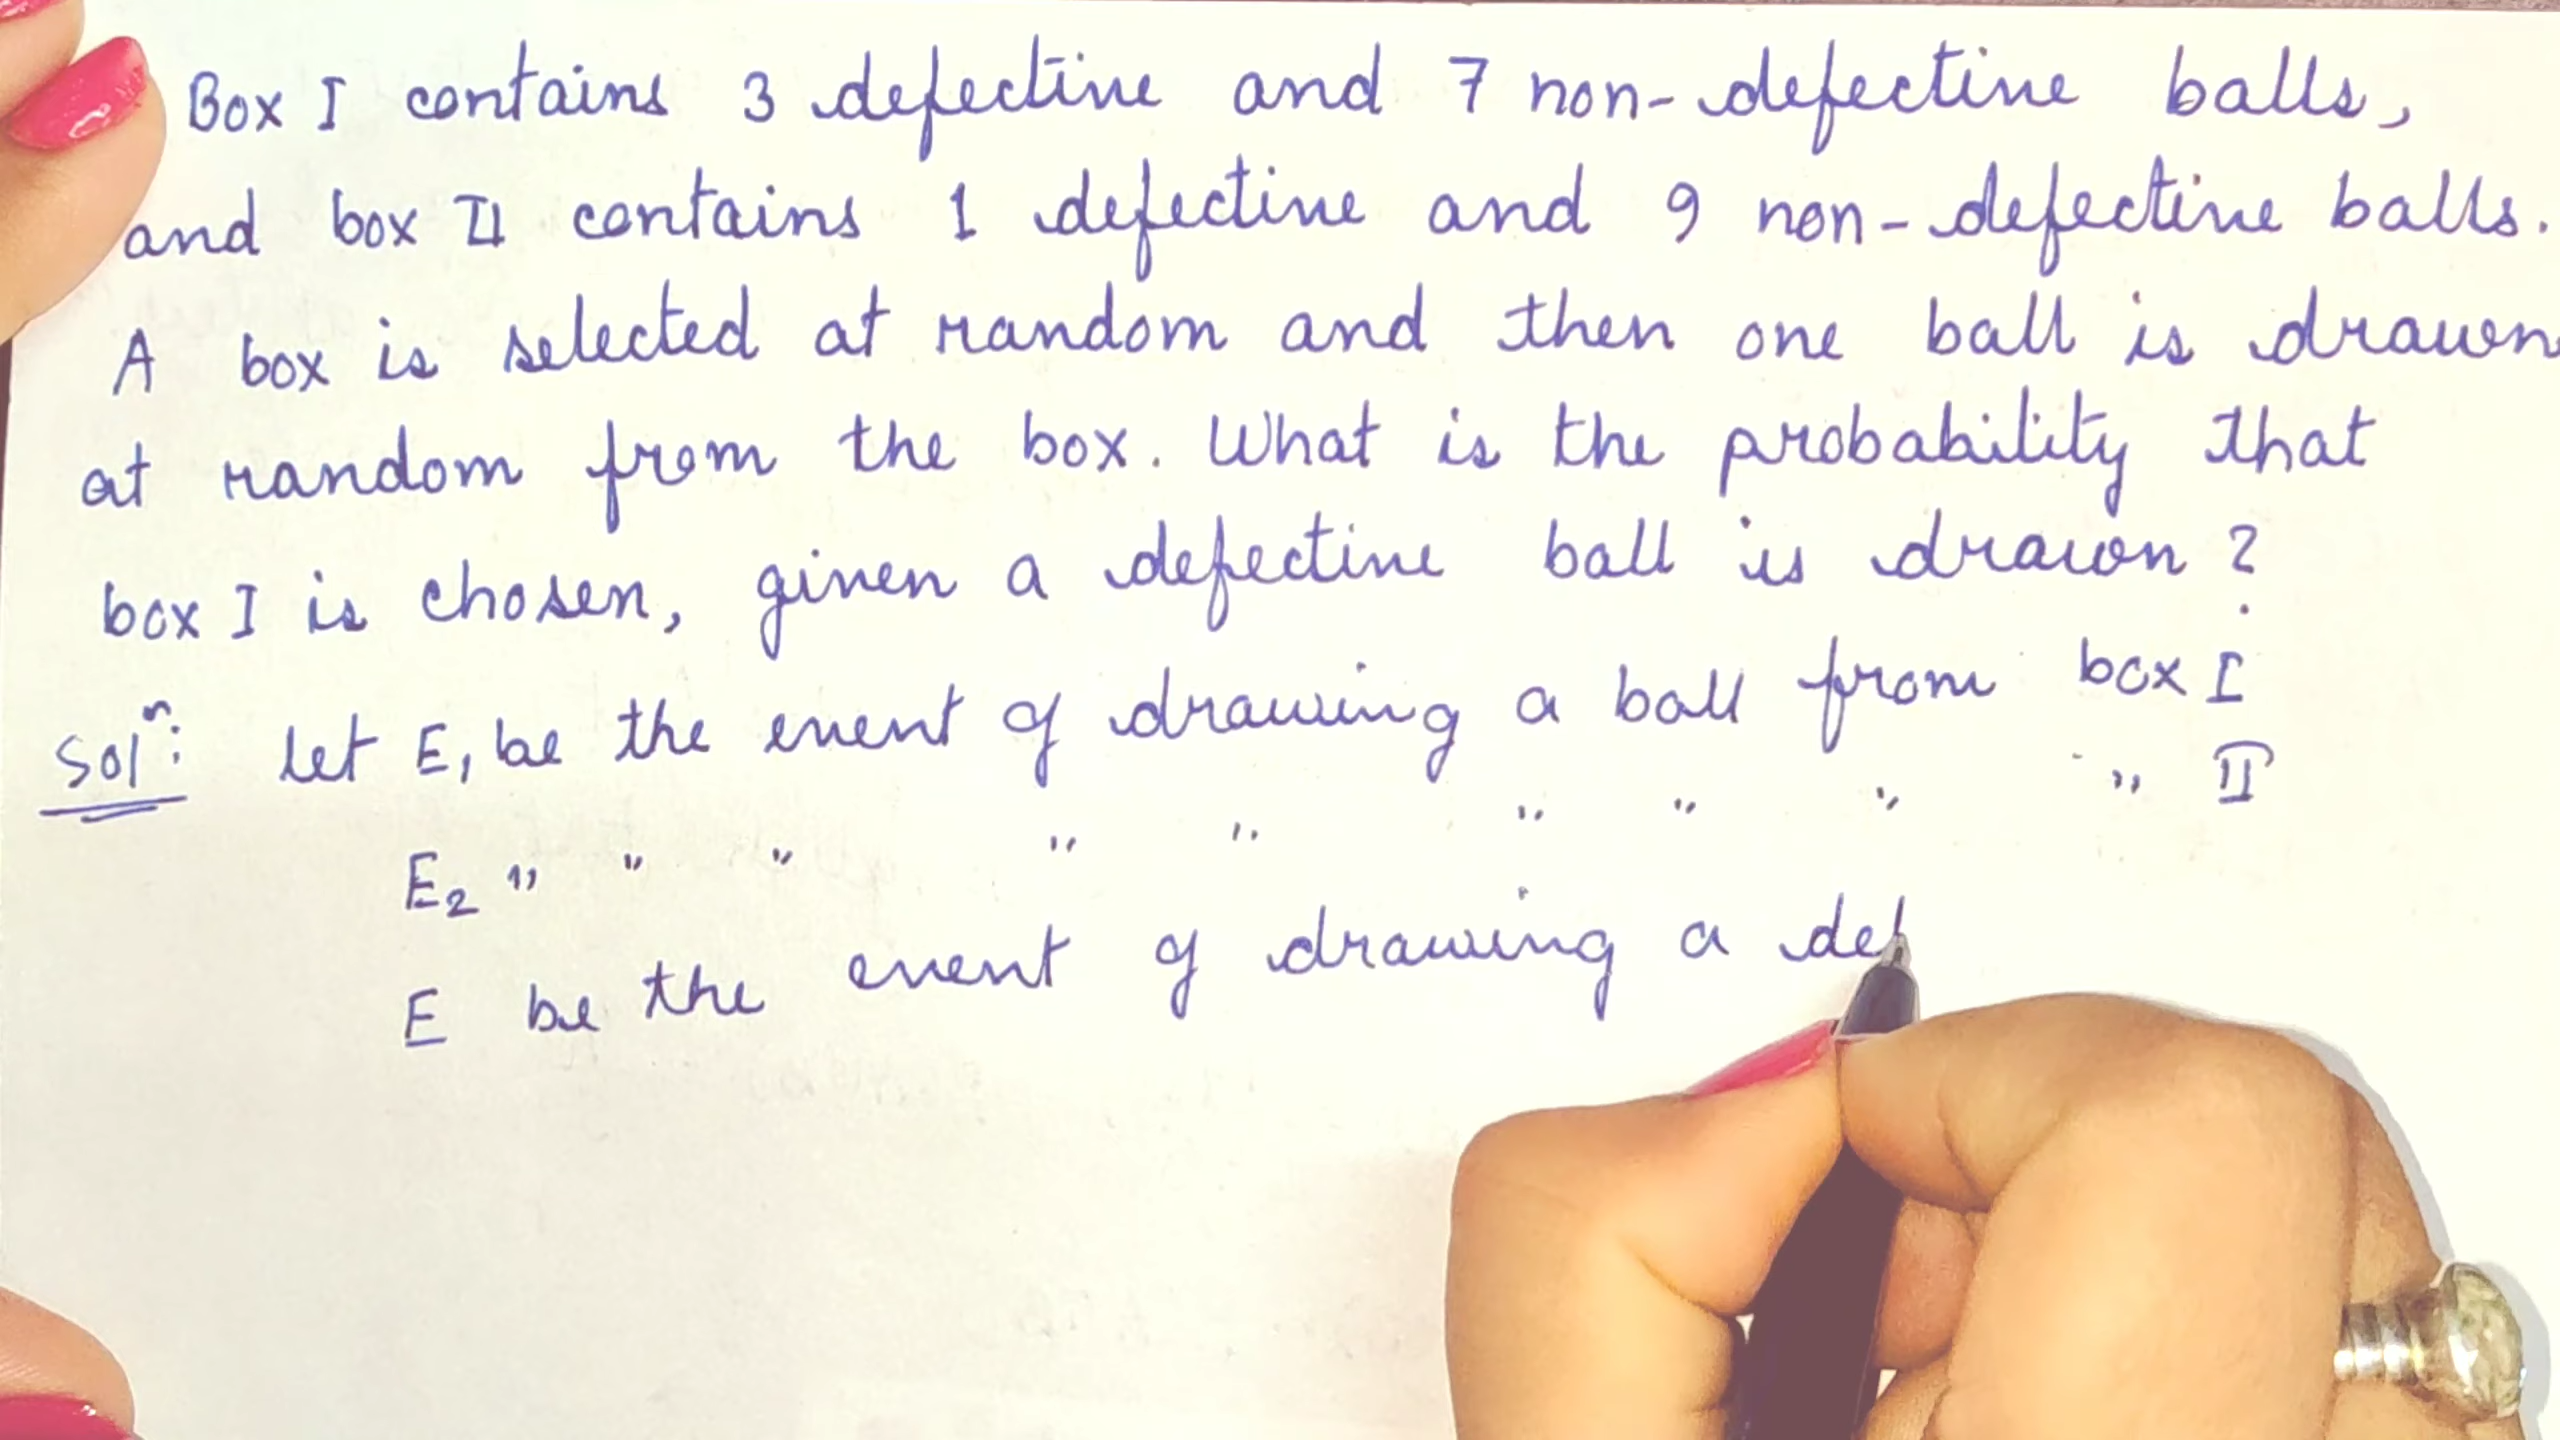 Box I contains 3 defective and 7 non-defective balls,
and box II contains 1 defective and 9 non-defective balls.
A box is selected at random and then one ball is drawn
at random from the box. What is the probability that
box I is chosen, given a defective ball is drawn?
Solⁿ: Let E₁ be the event of drawing a ball from box I
E₂ " " " " " " " " " II
E be the event of drawing a def